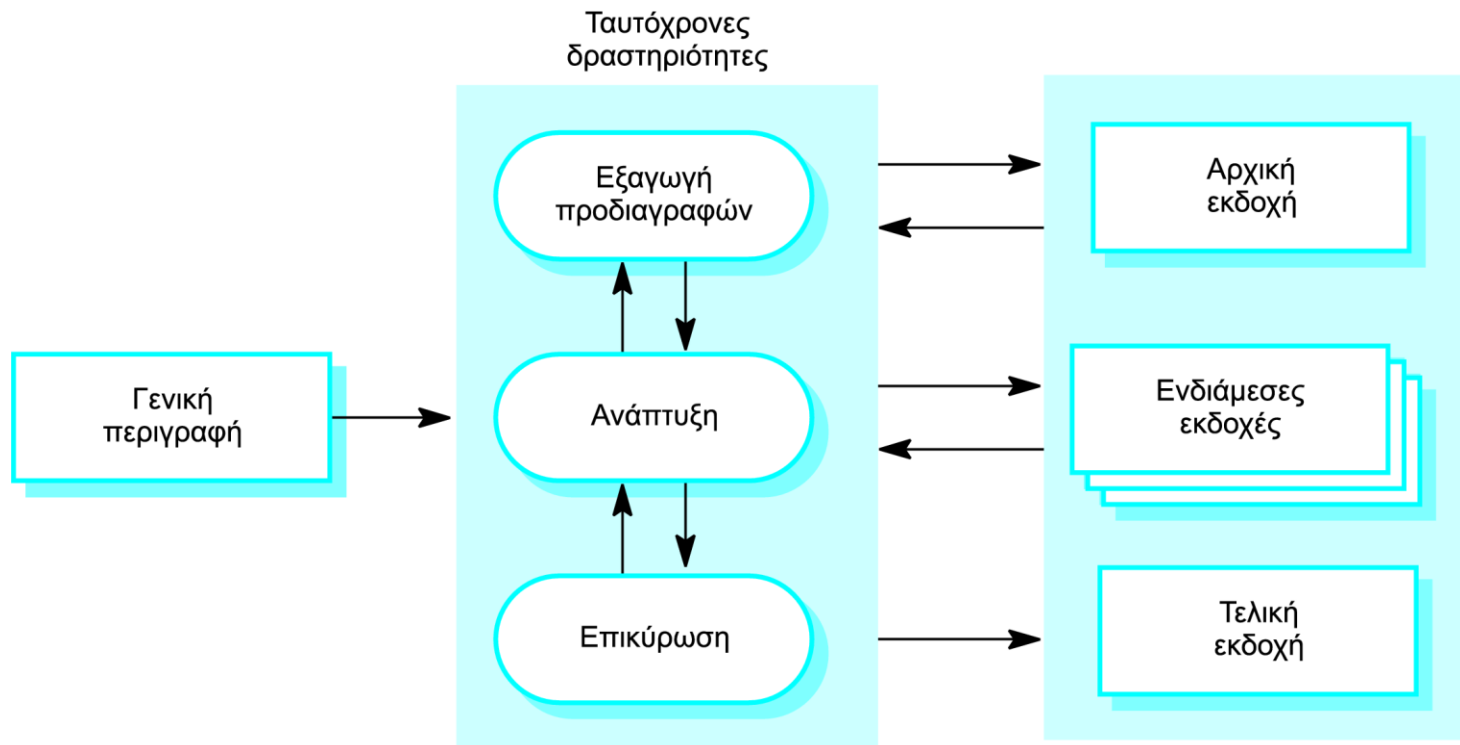 Ταυτόχρονες
δραστηριότητες
Εξαγωγή
προδιαγραφών
Αρχική
εκδοχή
Γενική
περιγραφή
Ανάπτυξη
Ενδιάμεσες
εκδοχές
Επικύρωση
Τελική
εκδοχή